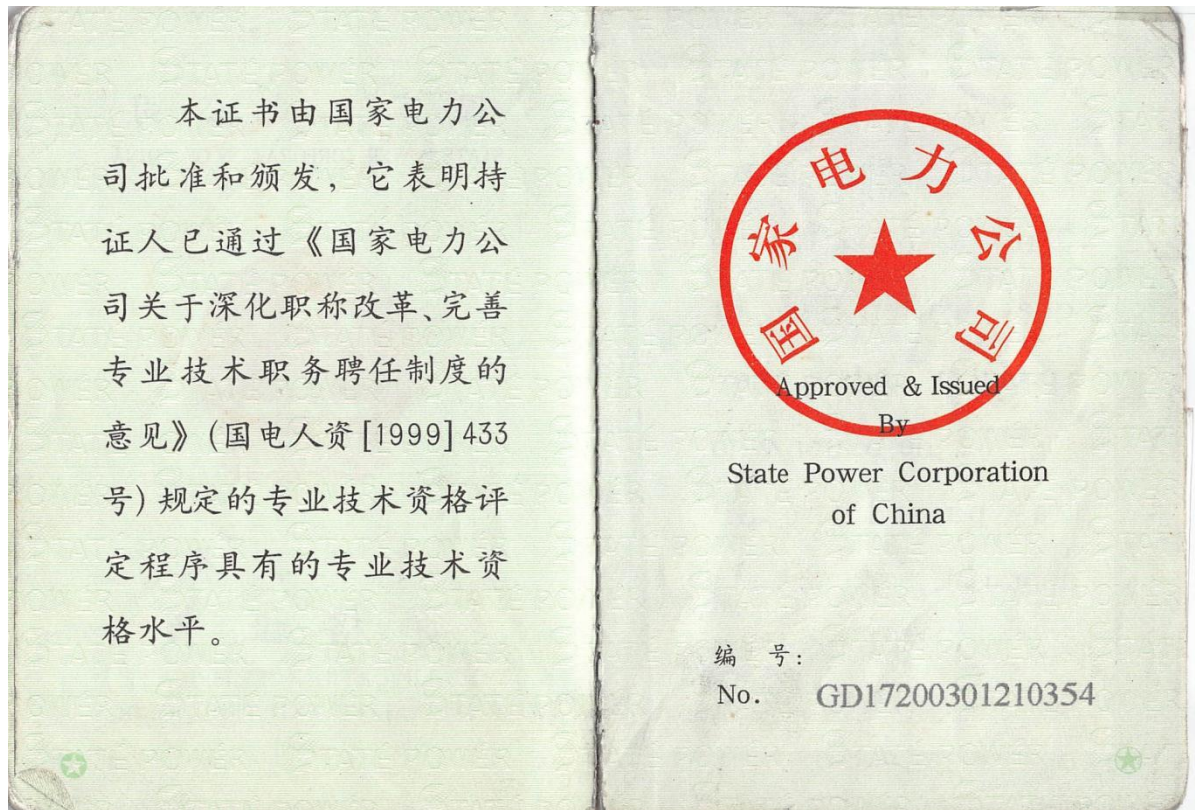 本证书由国家电力公
司批准和颁发，它表明持
证人已通过《国家电力公
司关于深化职称改革、完善
专业技术职务聘任制度的
意见》(国电人资[1999]433
号)规定的专业技术资格评
定程序具有的专业技术资
格水平。
国家电力公司
Approved & Issued
By
State Power Corporation
of China
编 号:
No. GD17200301210354